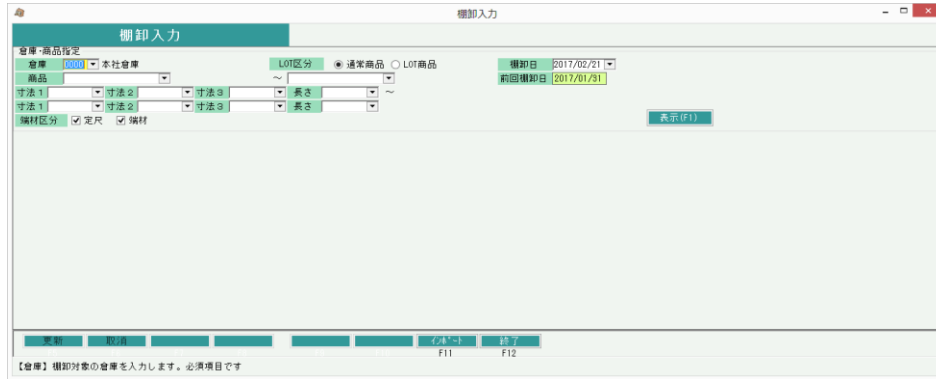 棚卸入力
棚卸入力
倉庫・商品指定
倉庫 0000 本社倉庫 LOT区分 通常商品 LOT商品 棚卸日 2017/02/21
商品 ～ 前回棚卸日 2017/01/31
寸法1 寸法2 寸法3 長さ ～
寸法1 寸法2 寸法3 長さ
端材区分 定尺 端材 表示(F1)
更新 取消 ｲﾝﾎﾟｰﾄ 終了
F11 F12
【倉庫】棚卸対象の倉庫を入力します。必須項目です